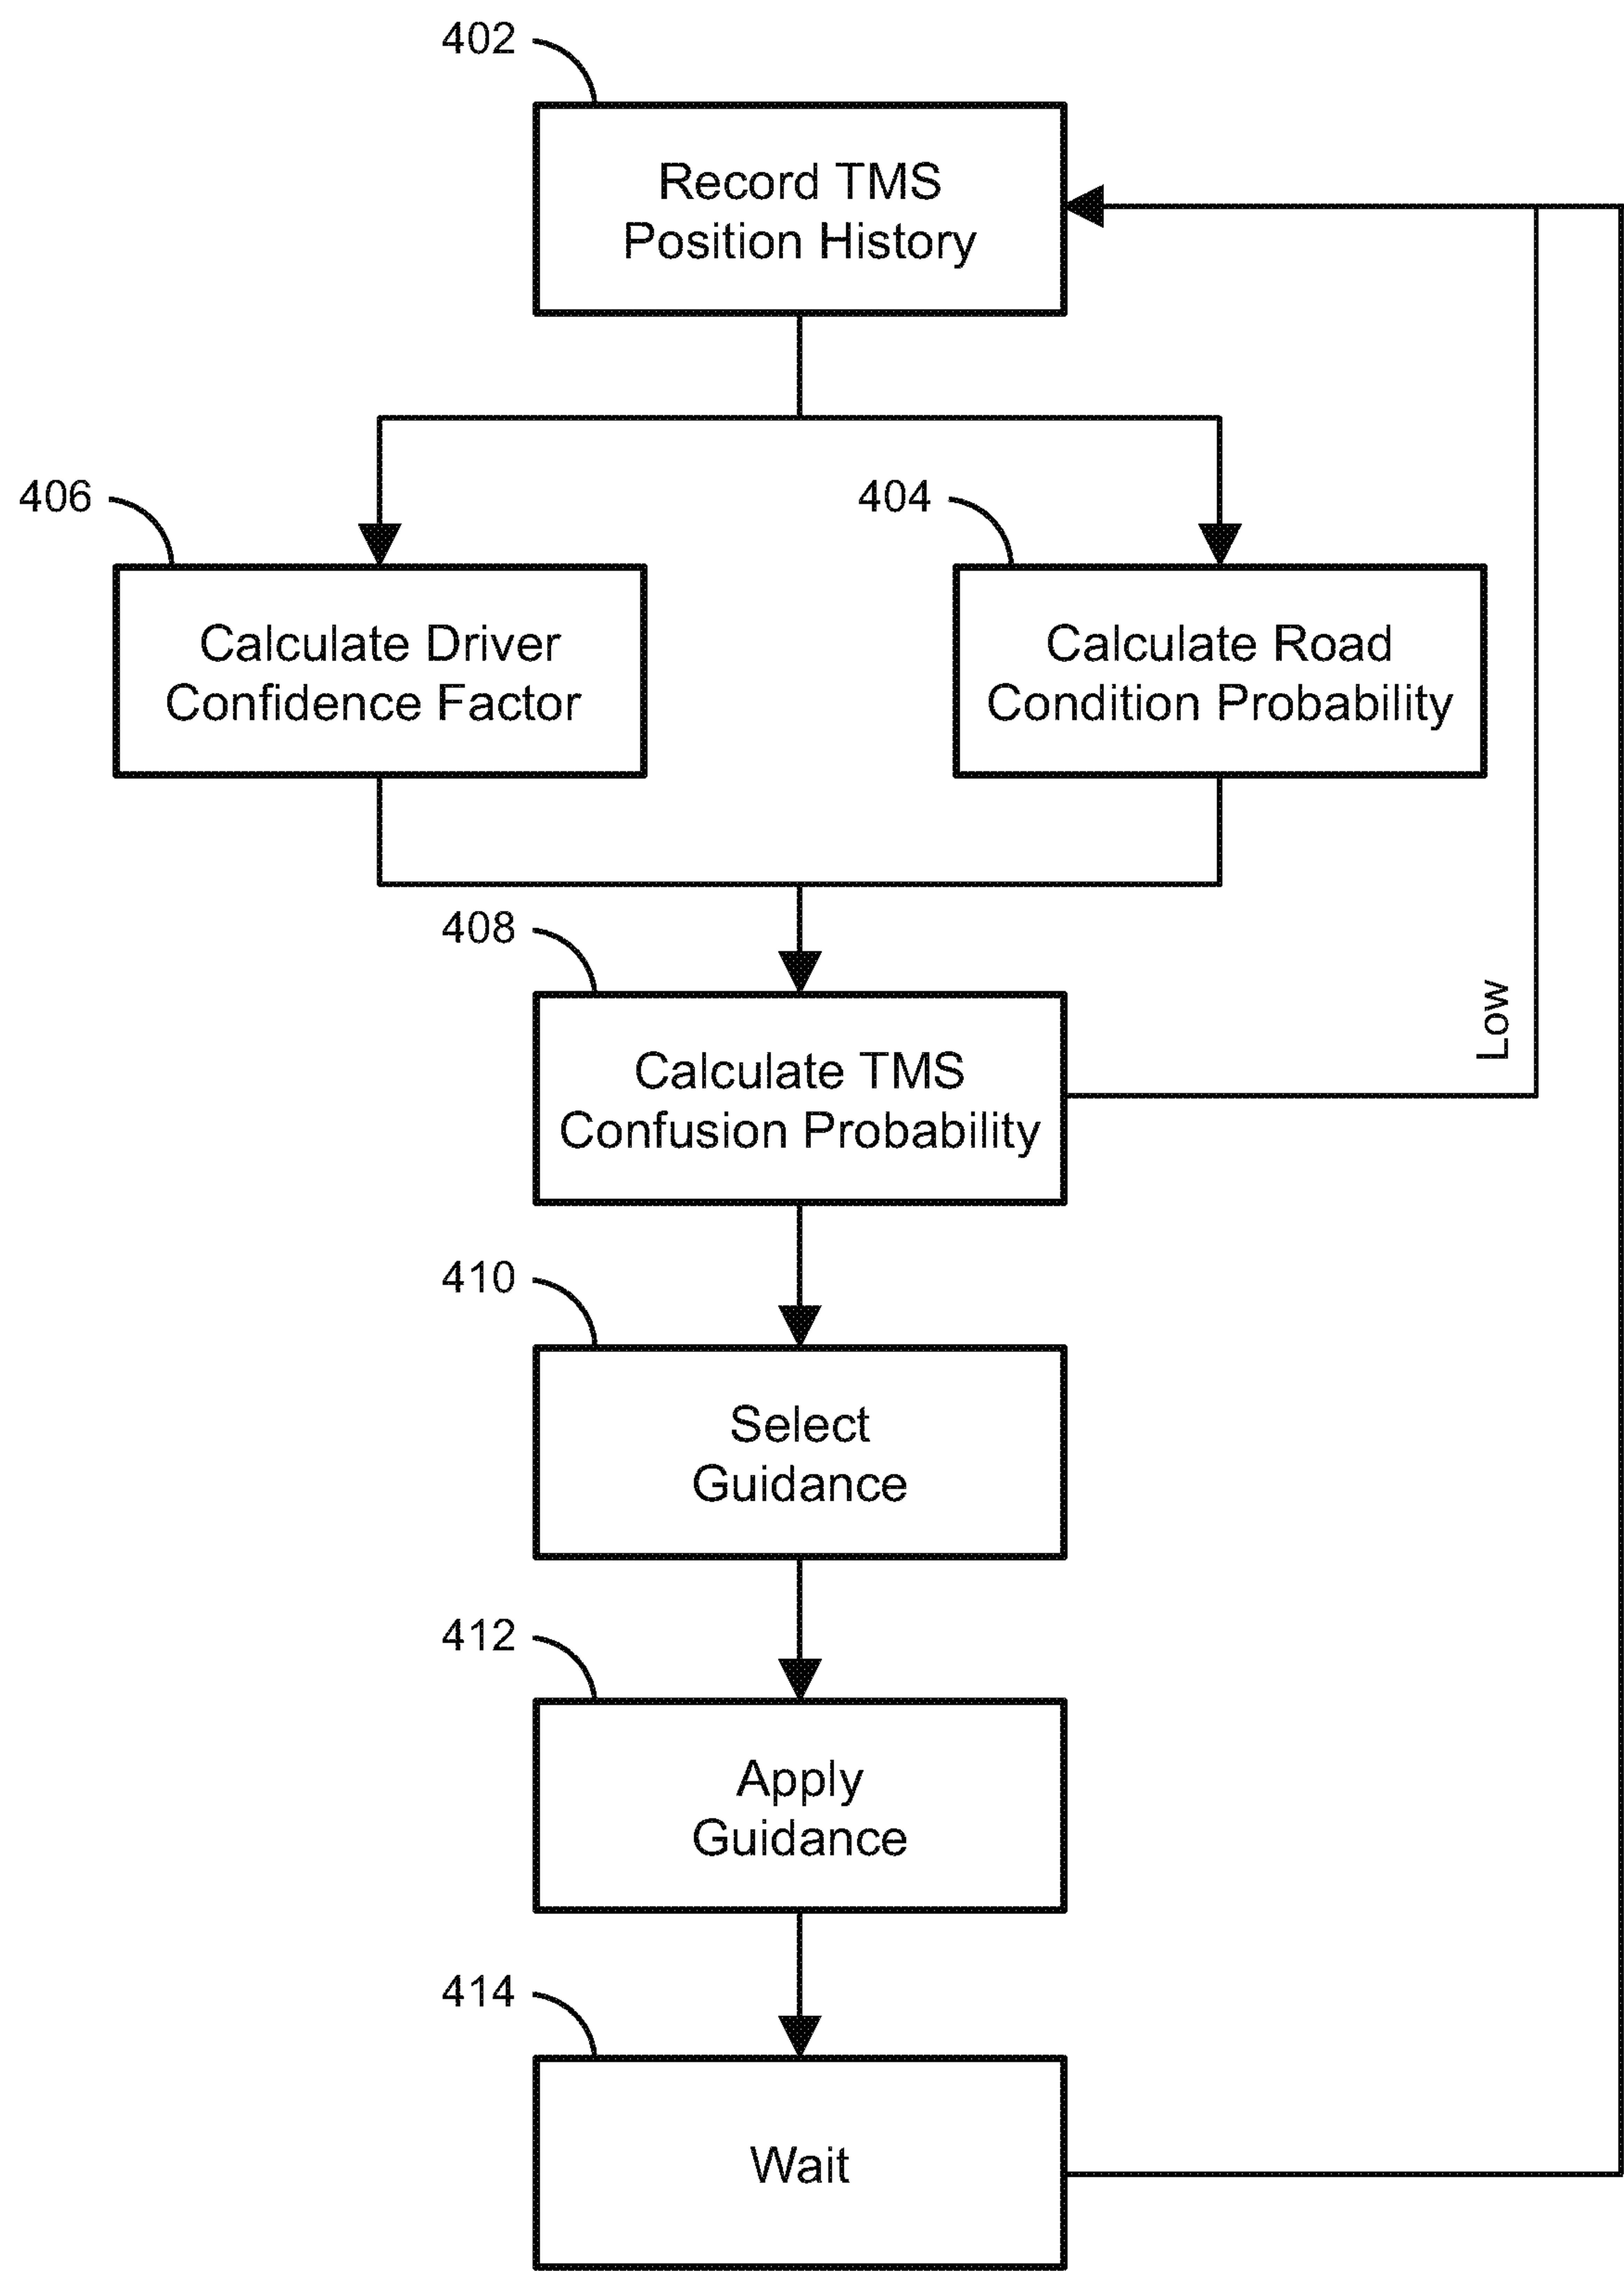 402
Record TMS
Position History
406
404
Calculate Driver
Confidence Factor
Calculate Road
Condition Probability
408
Low
Calculate TMS
Confusion Probability
410
Select
Guidance
412
Apply
Guidance
414
Wait